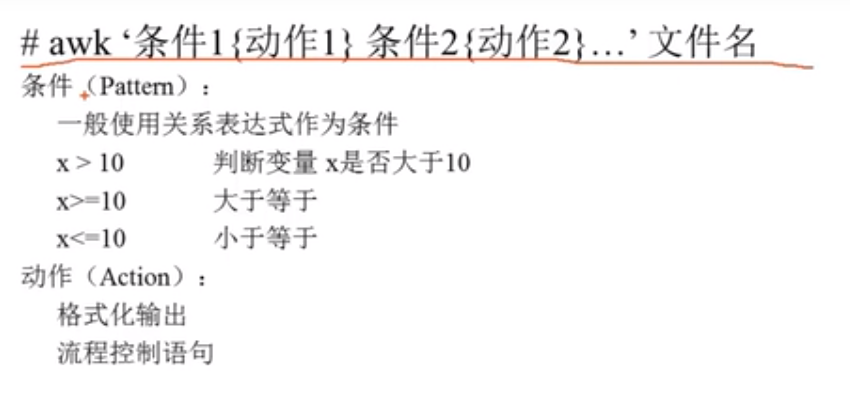 # awk ‘条件1{动作1} 条件2{动作2}…’ 文件名
条件（Pattern）：
一般使用关系表达式作为条件
x > 10 判断变量 x是否大于10
x>=10 大于等于
x<=10 小于等于
动作（Action）：
格式化输出
流程控制语句